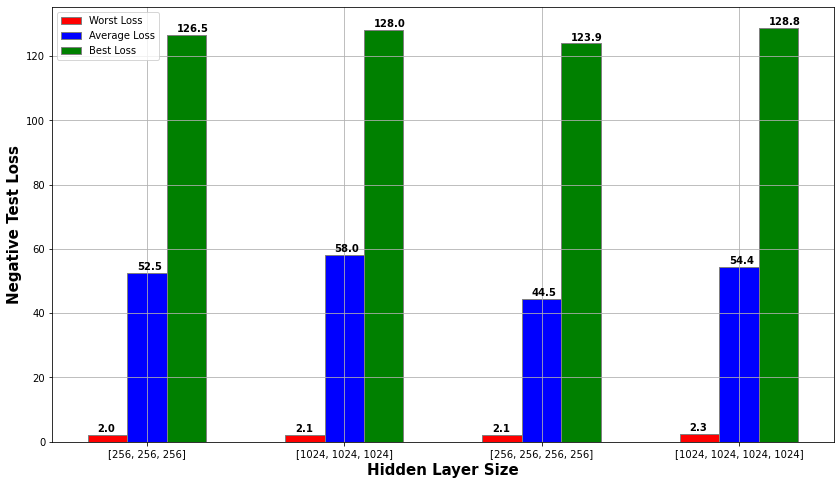 Worst Loss
Average Loss
Best Loss
126.5
128.0
123.9
128.8
52.5
58.0
44.5
54.4
2.0
2.1
2.1
2.3
120
100
80
60
40
20
0
Negative Test Loss
[256, 256, 256]
[1024, 1024, 1024]
[256, 256, 256, 256]
[1024, 1024, 1024, 1024]
Hidden Layer Size